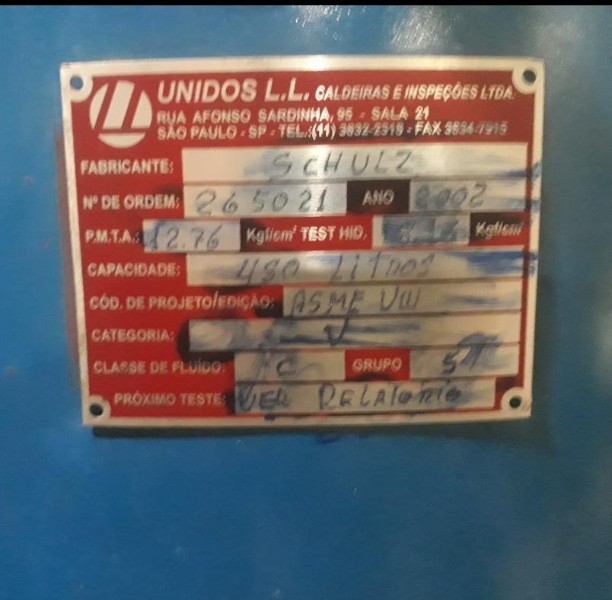 UNIDOS L.L. CALDEIRAS E INSPEÇÕES LTDA.
RUA AFONSO SARDINHA, 95 - SALA 21
SÃO PAULO - SP - TEL.:(11) 3832-2318 - FAX 3834-7915
FABRICANTE: SCHULZ
Nº DE ORDEM: 265021 ANO 2002
P.M.T.A.: 12.76 Kgf/cm² TEST HID. Kgf/cm²
CAPACIDADE: 480 LITROS
CÓD. DE PROJETO/EDIÇÃO: ASME VIII
CATEGORIA: V
CLASSE DE FLUÍDO: C GRUPO 5
PRÓXIMO TESTE: VER RELATÓRIO